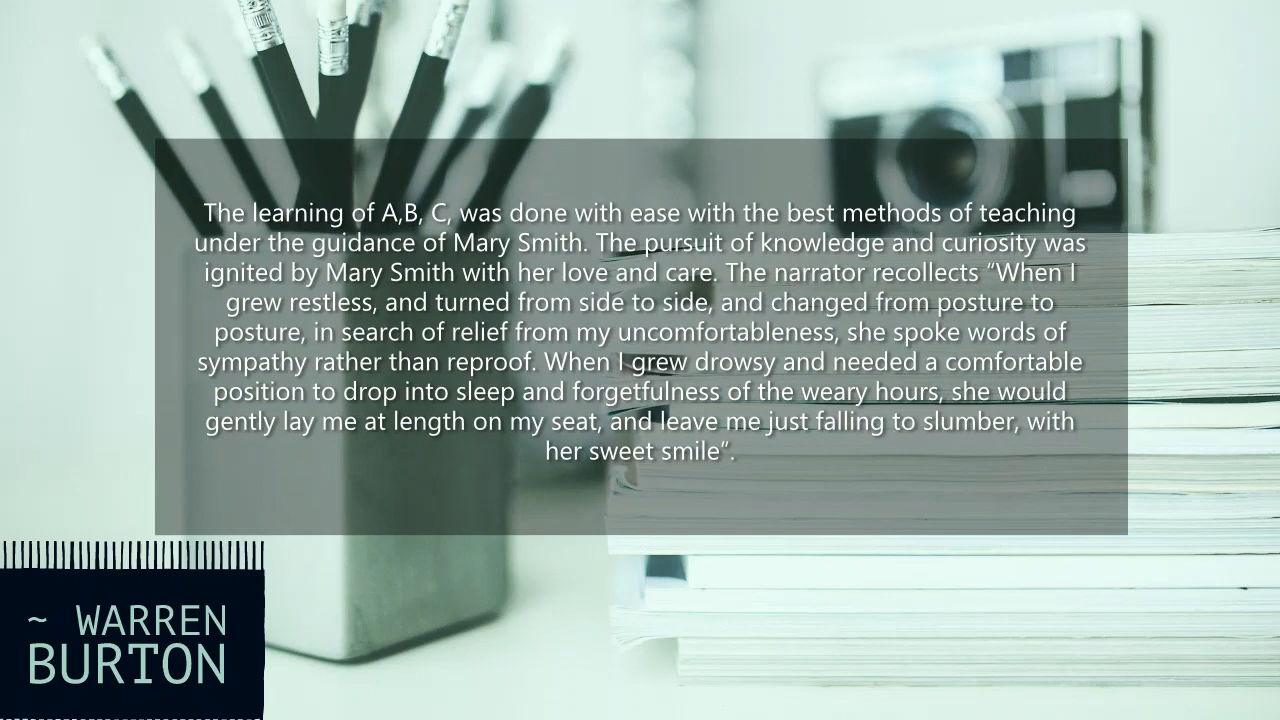 The learning of A,B, C, was done with ease with the best methods of teaching
under the guidance of Mary Smith. The pursuit of knowledge and curiosity was
ignited by Mary Smith with her love and care. The narrator recollects “When I
grew restless, and turned from side to side, and changed from posture to
posture, in search of relief from my uncomfortableness, she spoke words of
sympathy rather than reproof. When I grew drowsy and needed a comfortable
position to drop into sleep and forgetfulness of the weary hours, she would
gently lay me at length on my seat, and leave me just falling to slumber, with
her sweet smile”.
~ WARREN
BURTON